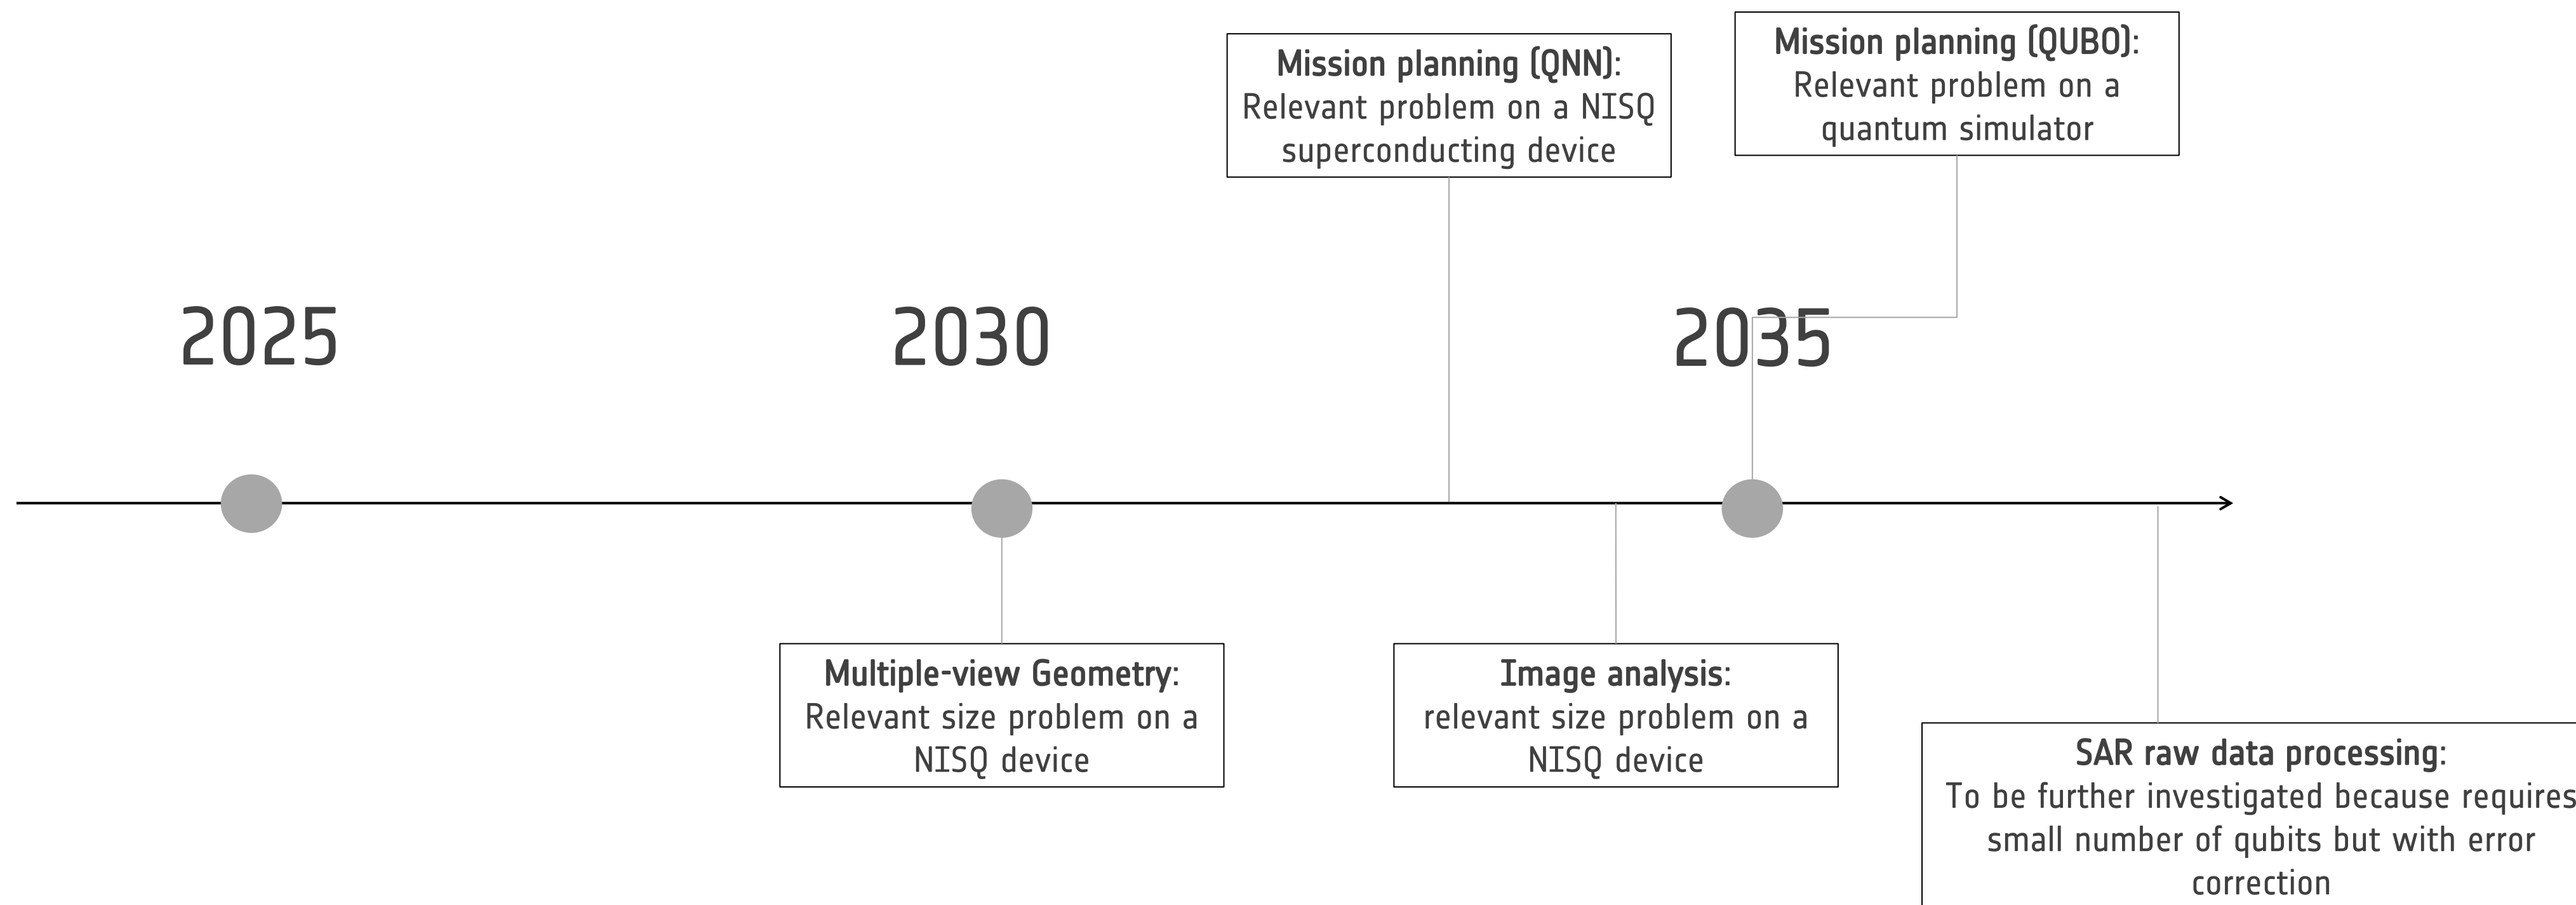 Mission planning (QNN):
Relevant problem on a NISQ
superconducting device
Mission planning (QUBO):
Relevant problem on a
quantum simulator
2025
2030
2035
Multiple-view Geometry:
Relevant size problem on a
NISQ device
Image analysis:
relevant size problem on a
NISQ device
SAR raw data processing:
To be further investigated because requires
small number of qubits but with error
correction